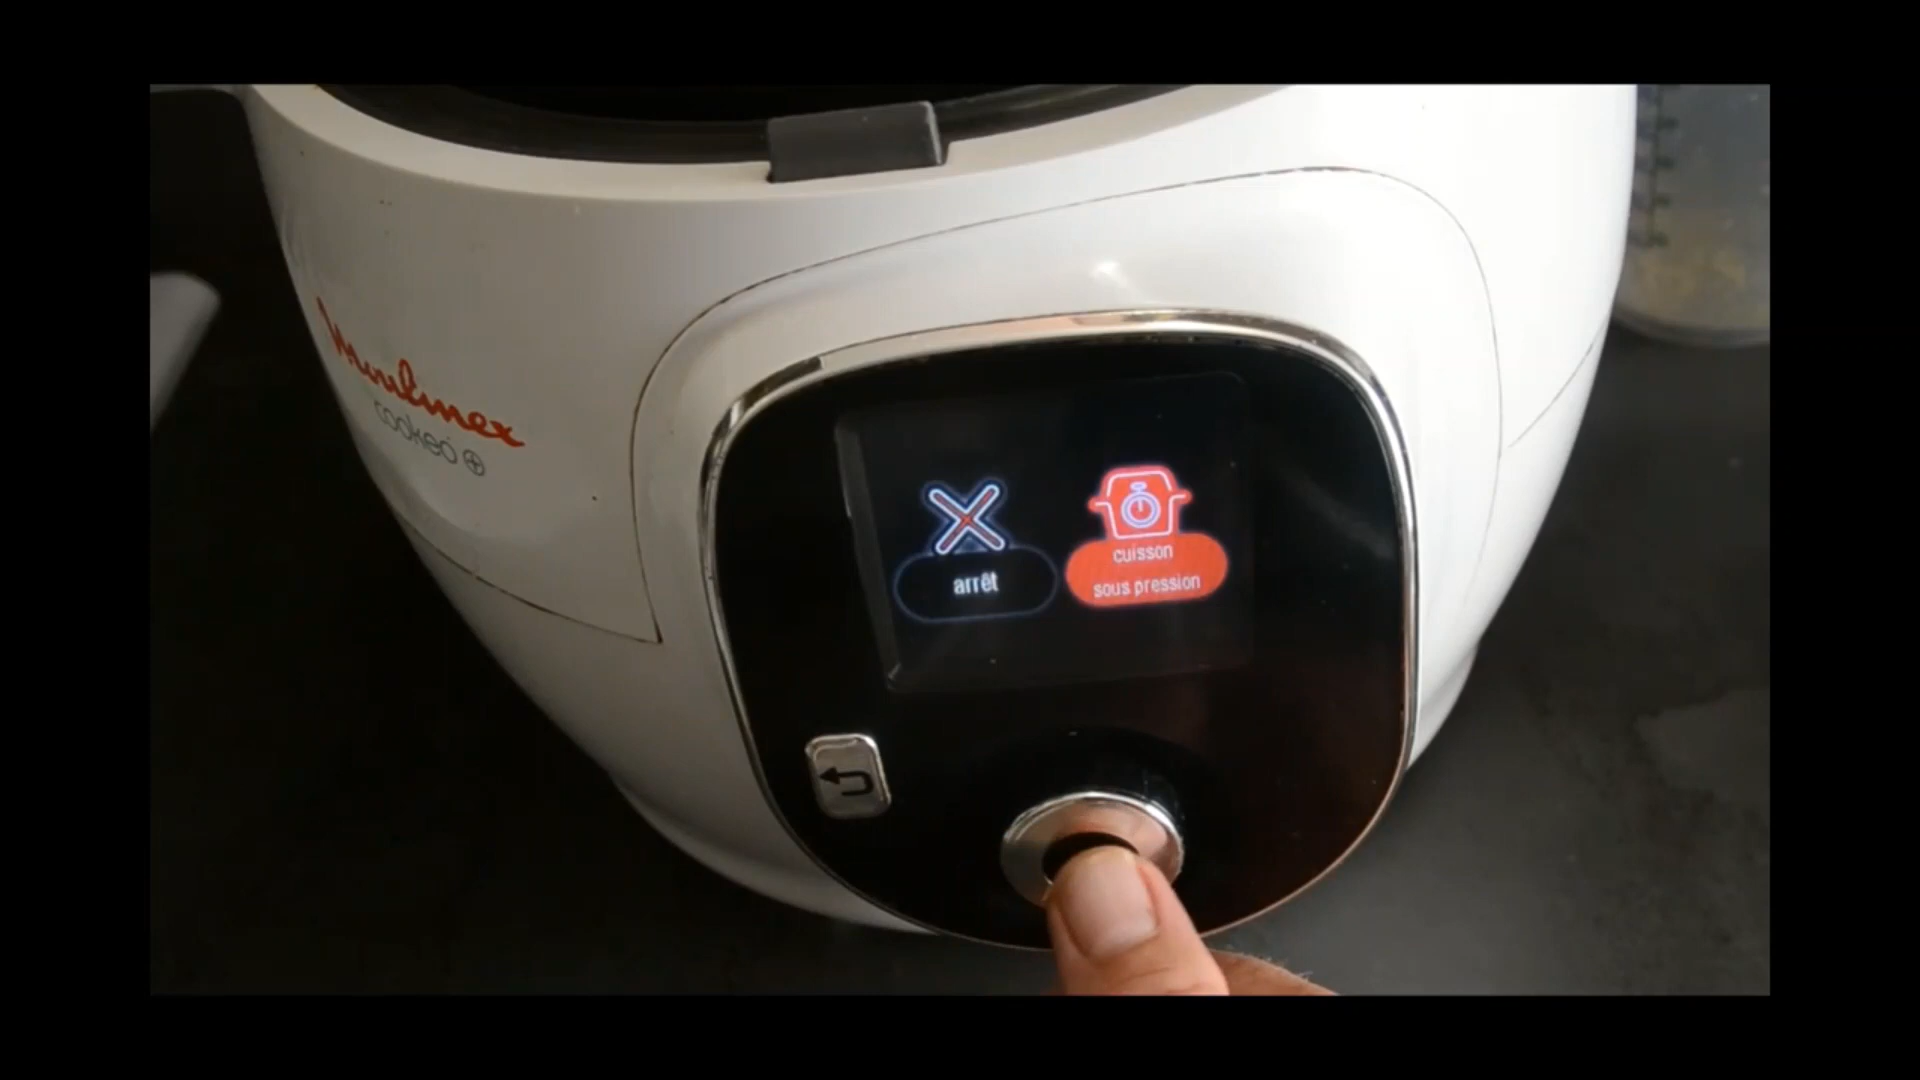 Moulinex
cookeo
arrêt
cuisson
sous pression